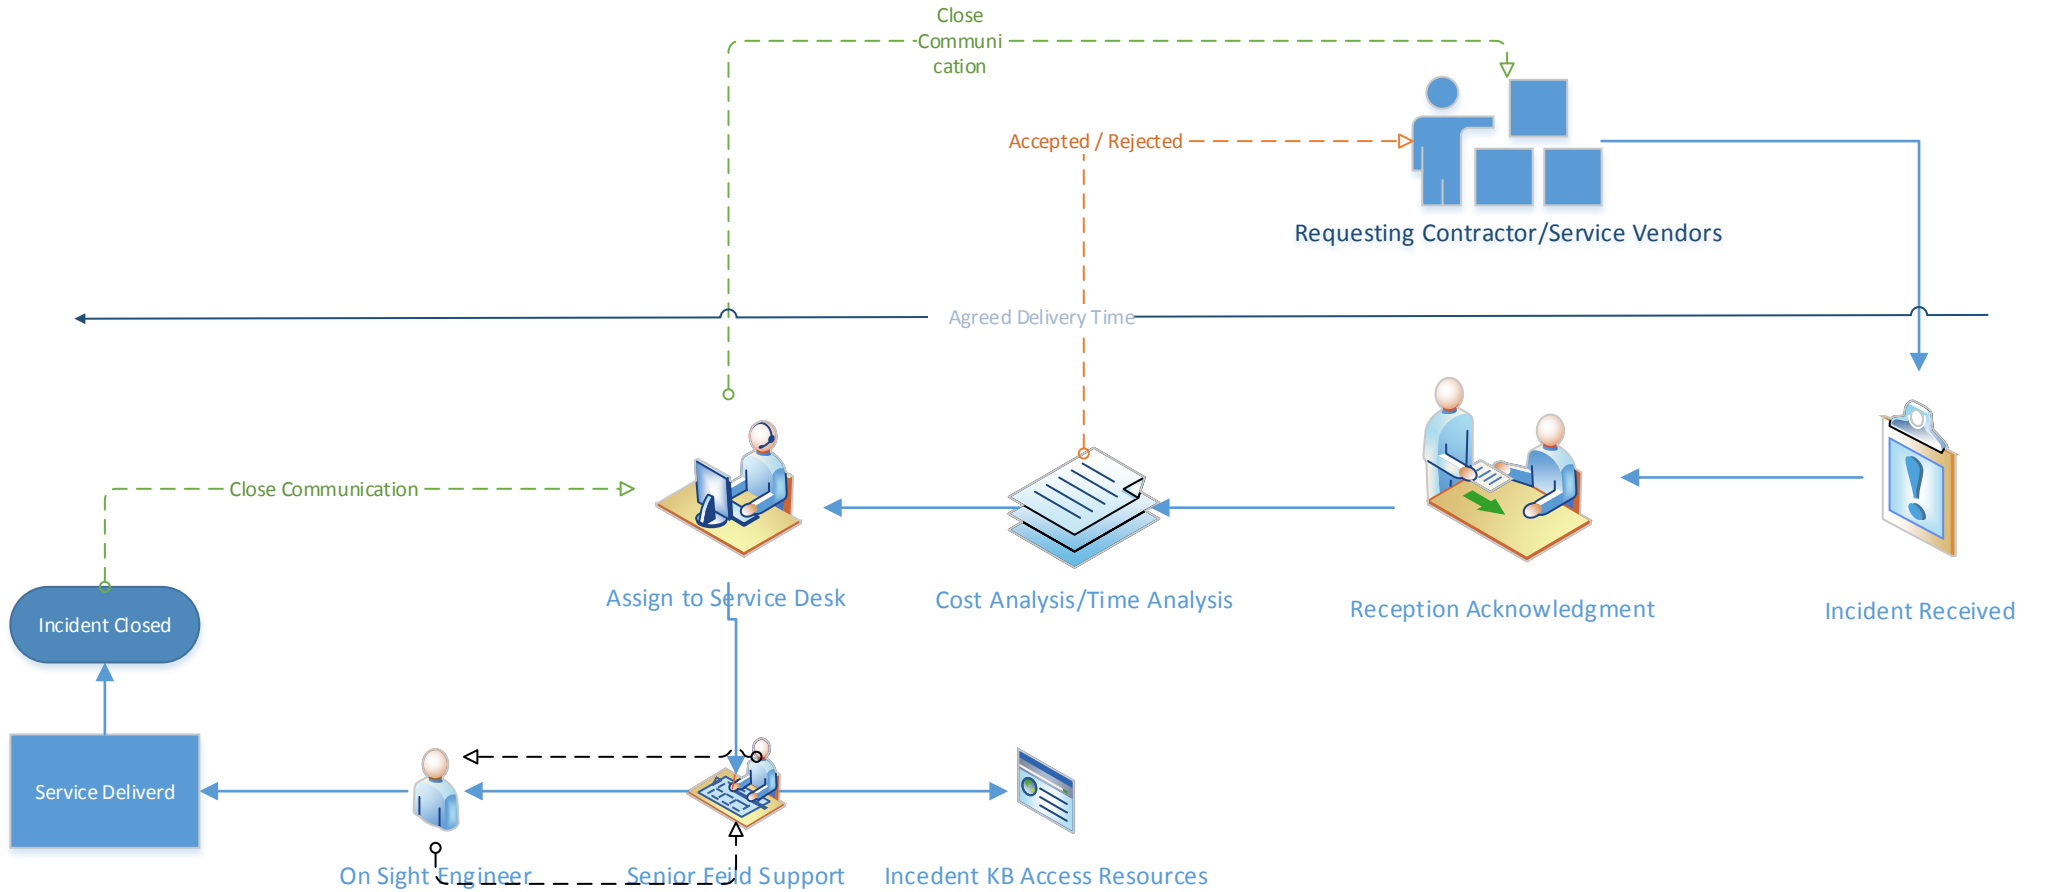 Close
Communi
cation
Accepted / Rejected
Requesting Contractor/Service Vendors
Agreed Delivery Time
Close Communication
Assign to Service Desk
Cost Analysis/Time Analysis
Reception Acknowledgment
Incident Received
Incident Closed
Service Deliverd
On Sight Engineer
Senior Feild Support
Incedent KB Access Resources